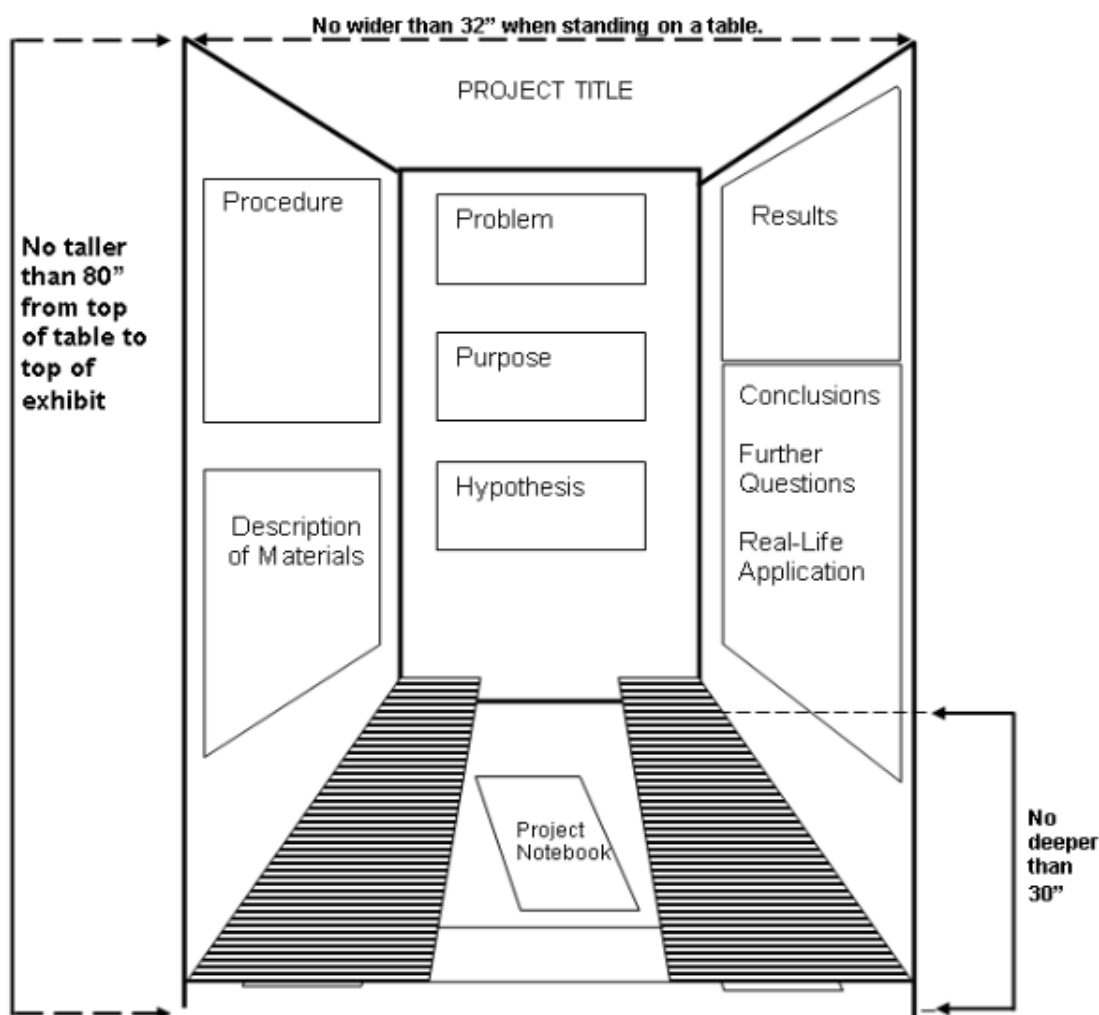 No wider than 32” when standing on a table.
PROJECT TITLE
No taller
than 80”
from top
of table to
top of
exhibit
Procedure
Description
of Materials
Problem
Purpose
Hypothesis
Results
Conclusions
Further
Questions
Real-Life
Application
Project
Notebook
No
deeper
than
30”